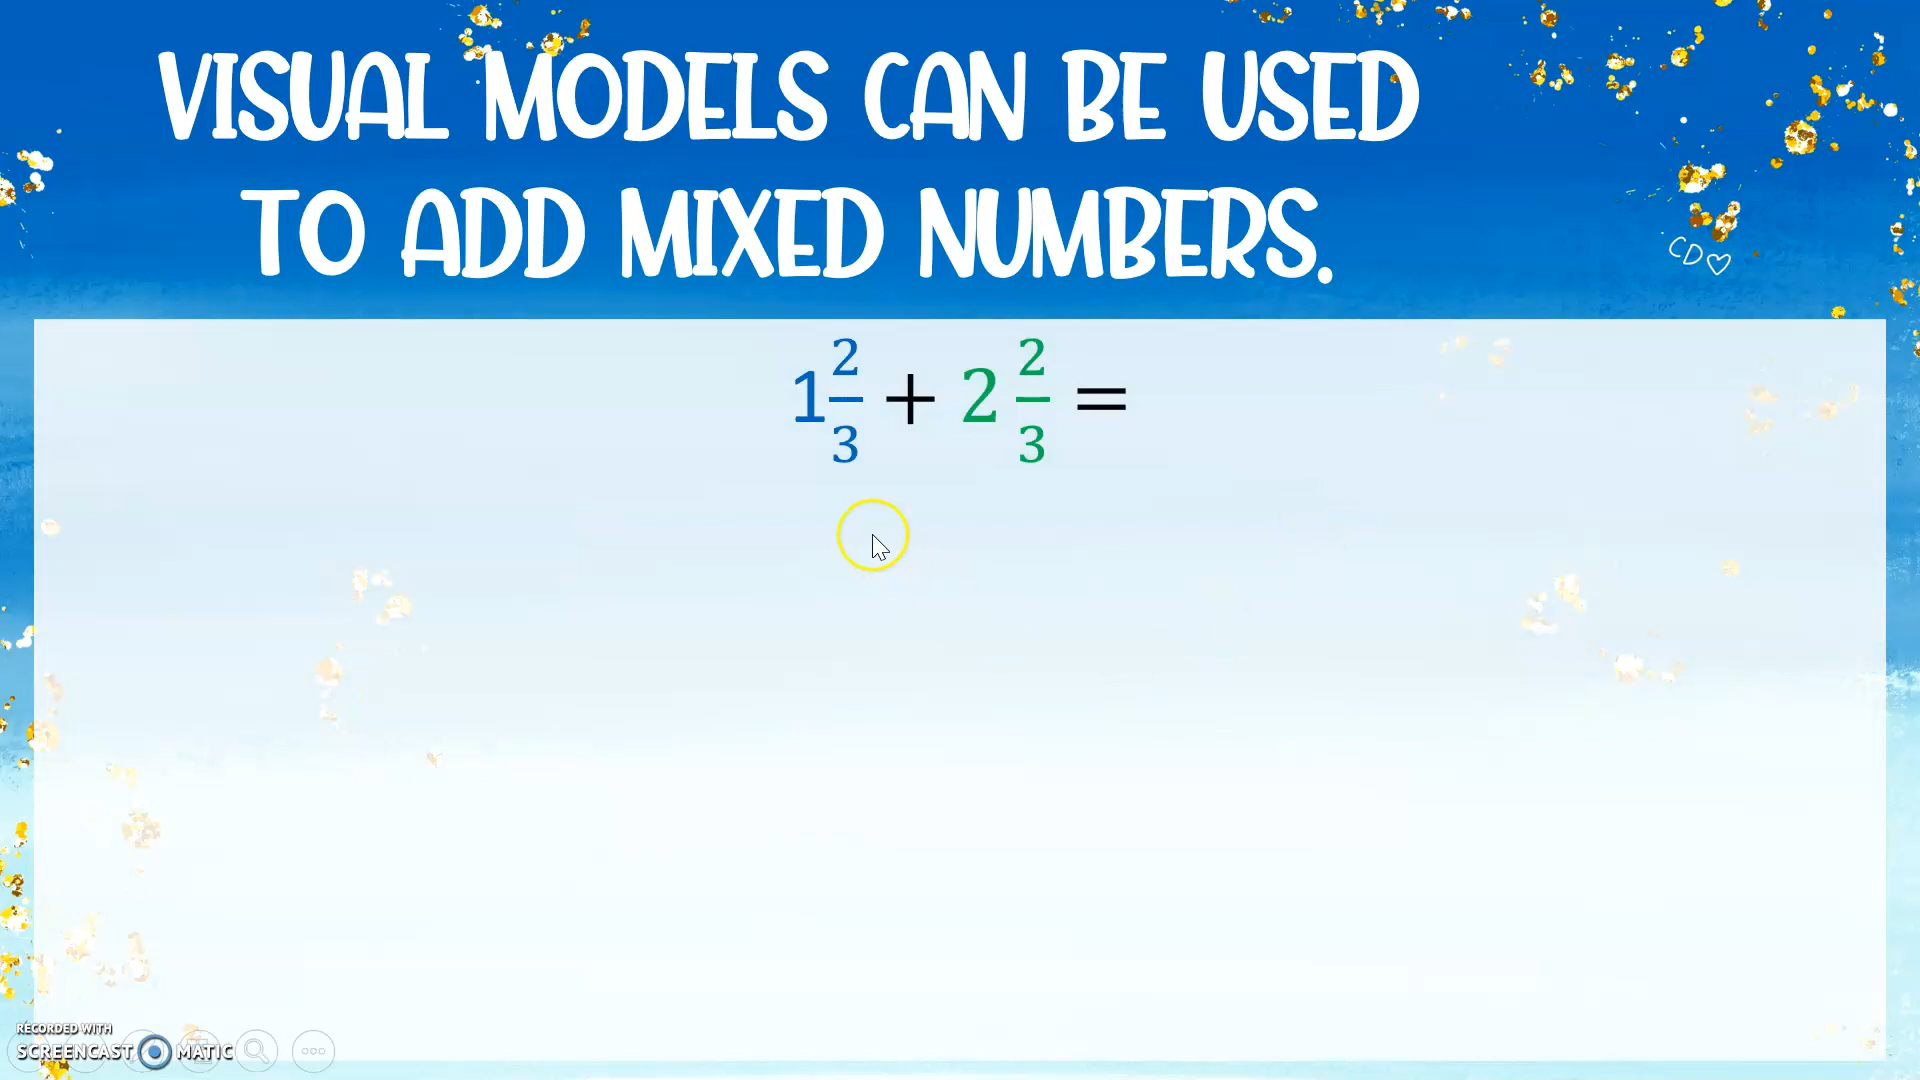 VISUAL MODELS CAN BE USED
TO ADD MIXED NUMBERS.
CD♡
1 2/3 + 2 2/3 =
RECORDED WITH
SCREENCAST MATIC